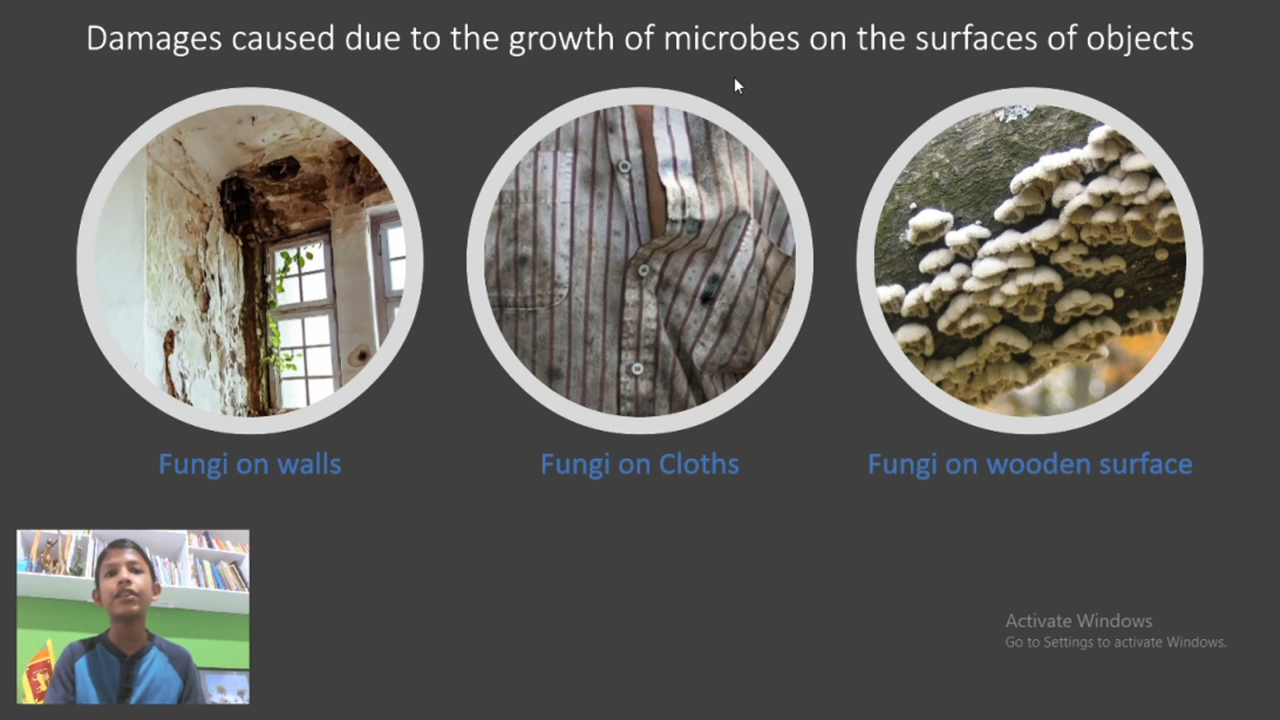 Damages caused due to the growth of microbes on the surfaces of objects
Fungi on walls
Fungi on Cloths
Fungi on wooden surface
Activate Windows
Go to Settings to activate Windows.